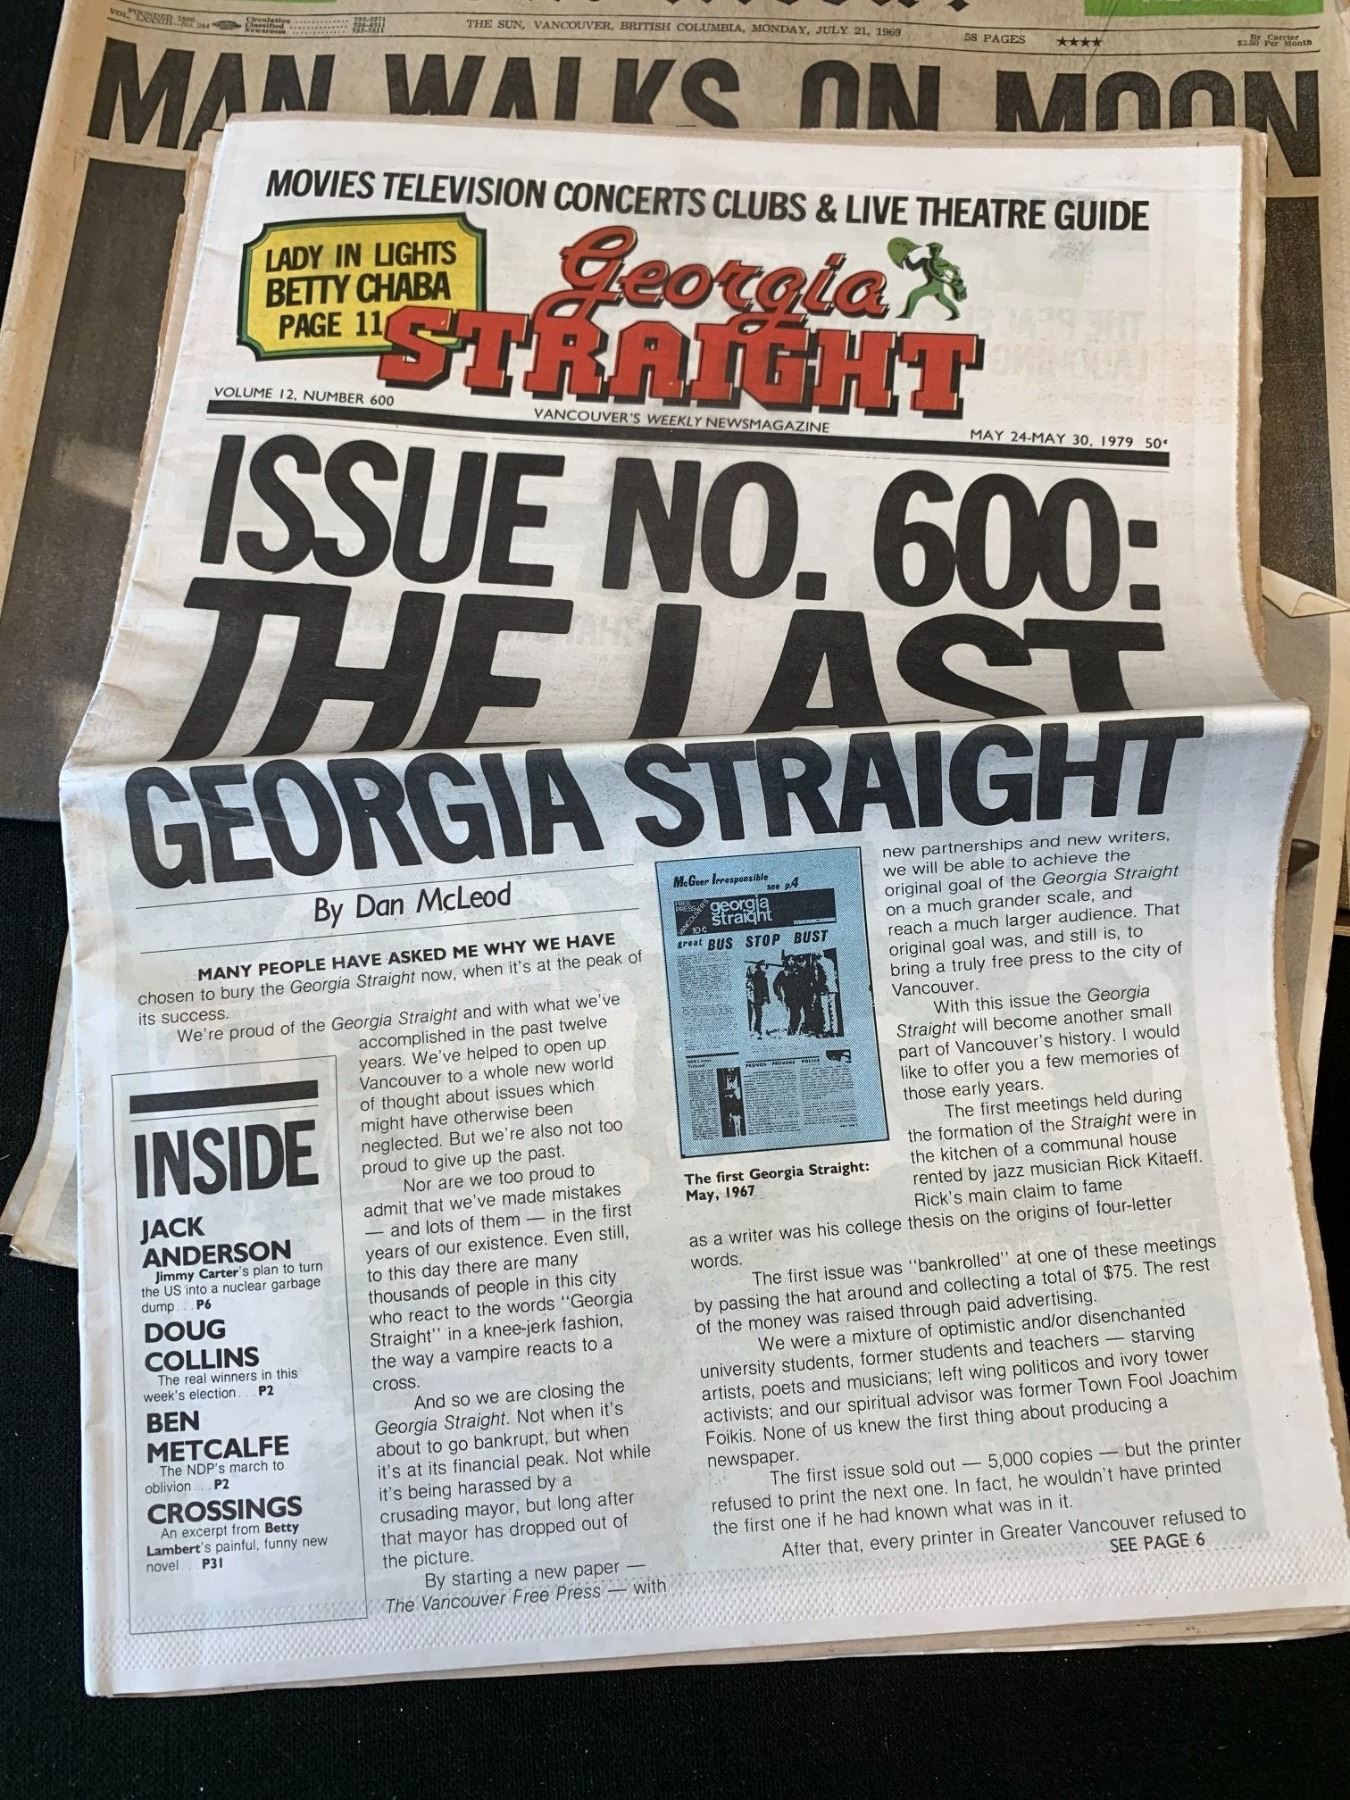 FOUNDED 1886
VOL. LXXXIII—No. 244
Circulation
Classified
Newsroom
THE SUN, VANCOUVER, BRITISH COLUMBIA, MONDAY, JULY 21, 1969
58 PAGES
★★★★
By Carrier
$2.50 Per Month
MAN WALKS ON MOON
MOVIES TELEVISION CONCERTS CLUBS & LIVE THEATRE GUIDE
LADY IN LIGHTS
BETTY CHABA
PAGE 11
Georgia
STRAIGHT
VOLUME 12, NUMBER 600
VANCOUVER'S WEEKLY NEWSMAGAZINE
MAY 24-MAY 30, 1979 50¢
ISSUE NO. 600:
THE LAST
GEORGIA STRAIGHT
By Dan McLeod
MANY PEOPLE HAVE ASKED ME WHY WE HAVE
chosen to bury the Georgia Straight now, when it's at the peak of
its success.
We're proud of the Georgia Straight and with what we've
accomplished in the past twelve
years. We've helped to open up
Vancouver to a whole new world
of thought about issues which
might have otherwise been
neglected. But we're also not too
proud to give up the past.
Nor are we too proud to
admit that we've made mistakes
— and lots of them — in the first
years of our existence. Even still,
to this day there are many
thousands of people in this city
who react to the words "Georgia
Straight" in a knee-jerk fashion,
the way a vampire reacts to a
cross.
And so we are closing the
Georgia Straight. Not when it's
about to go bankrupt, but when
it's at its financial peak. Not while
it's being harassed by a
crusading mayor, but long after
that mayor has dropped out of
the picture.
By starting a new paper —
The Vancouver Free Press — with
INSIDE
JACK
ANDERSON
Jimmy Carter's plan to turn
the US into a nuclear garbage
dump...P6
DOUG
COLLINS
The real winners in this
week's election...P2
BEN
METCALFE
The NDP's march to
oblivion...P2
CROSSINGS
An excerpt from Betty
Lambert's painful, funny new
novel...P31
McGeer Irresponsible
see p.4
georgia
straight
10¢
great BUS STOP BUST
The first Georgia Straight:
May, 1967
new partnerships and new writers,
we will be able to achieve the
original goal of the Georgia Straight
on a much grander scale, and
reach a much larger audience. That
original goal was, and still is, to
bring a truly free press to the city of
Vancouver.
With this issue the Georgia
Straight will become another small
part of Vancouver's history. I would
like to offer you a few memories of
those early years.
The first meetings held during
the formation of the Straight were in
the kitchen of a communal house
rented by jazz musician Rick Kitaeff.
Rick's main claim to fame
as a writer was his college thesis on the origins of four-letter
words.
The first issue was "bankrolled" at one of these meetings
by passing the hat around and collecting a total of $75. The rest
of the money was raised through paid advertising.
We were a mixture of optimistic and/or disenchanted
university students, former students and teachers — starving
artists, poets and musicians; left wing politicos and ivory tower
activists; and our spiritual advisor was former Town Fool Joachim
Foikis. None of us knew the first thing about producing a
newspaper.
The first issue sold out — 5,000 copies — but the printer
refused to print the next one. In fact, he wouldn't have printed
the first one if he had known what was in it.
After that, every printer in Greater Vancouver refused to
SEE PAGE 6